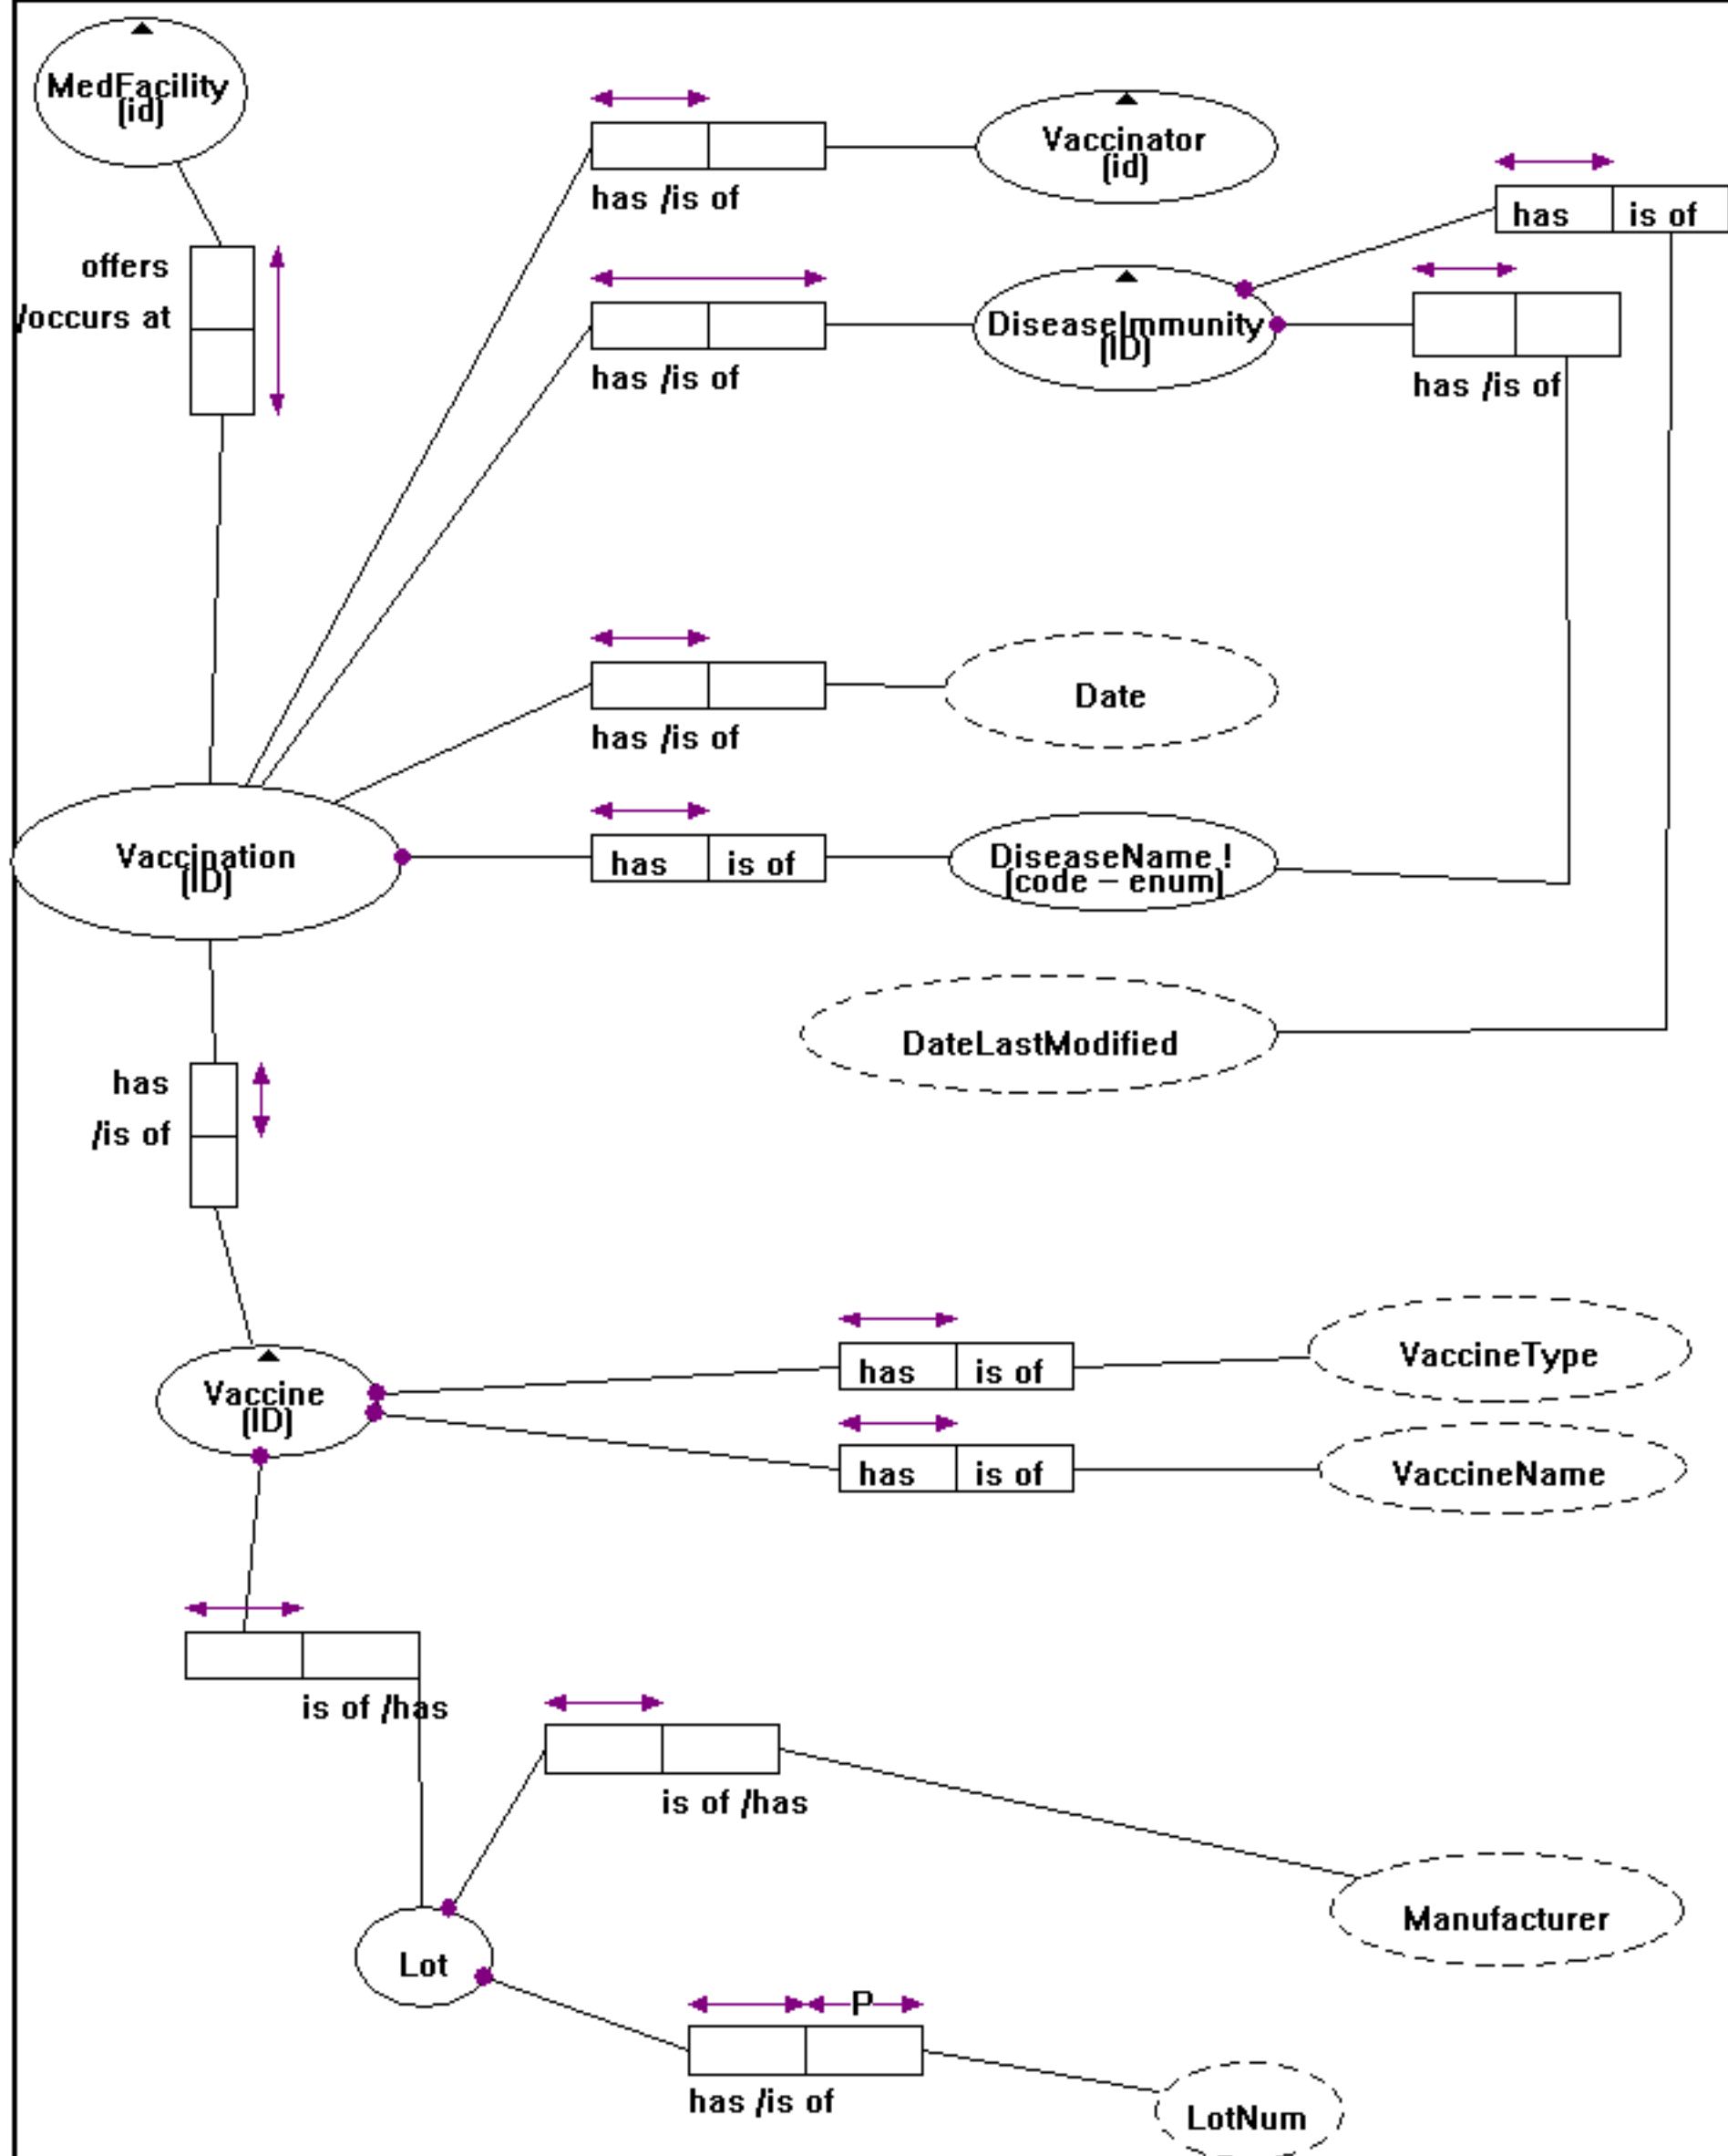 MedFacility
(id)
has /is of
Vaccinator
(id)
has is of
offers
/occurs at
has /is of
DiseaseImmunity
(ID)
has /is of
has /is of
Date
Vaccination
(ID)
has is of
DiseaseName !
(code – enum)
DateLastModified
has
/is of
Vaccine
(ID)
has is of
VaccineType
has is of
VaccineName
is of /has
is of /has
Manufacturer
Lot
P
has /is of
LotNum